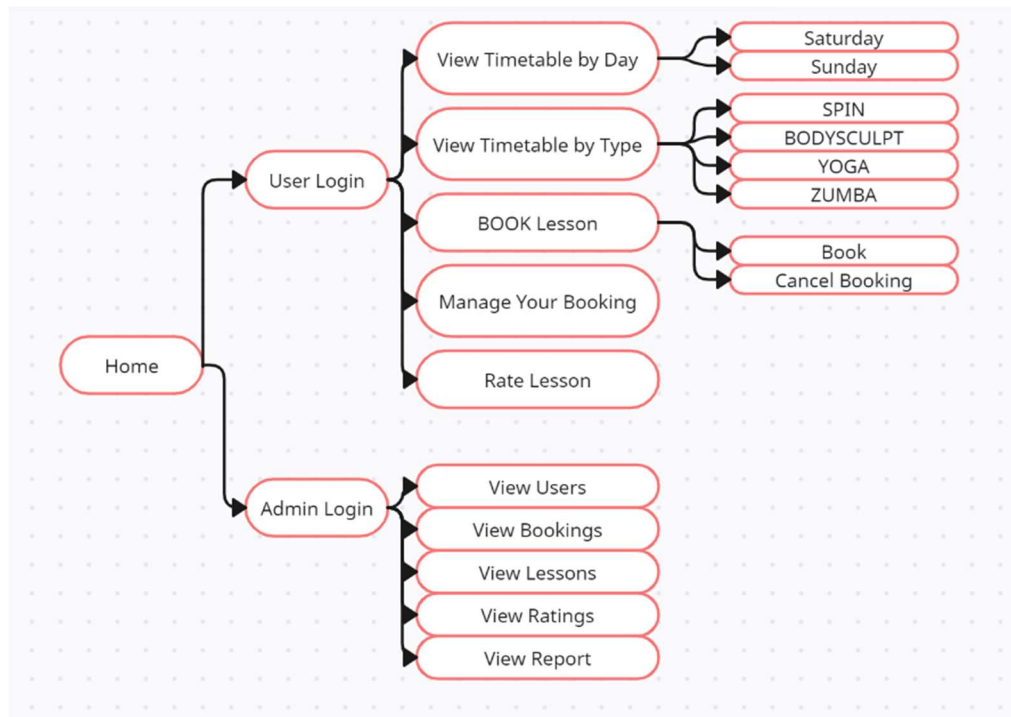 Home
User Login
View Timetable by Day
Saturday
Sunday
View Timetable by Type
SPIN
BODYSCULPT
YOGA
ZUMBA
BOOK Lesson
Book
Cancel Booking
Manage Your Booking
Rate Lesson
Admin Login
View Users
View Bookings
View Lessons
View Ratings
View Report